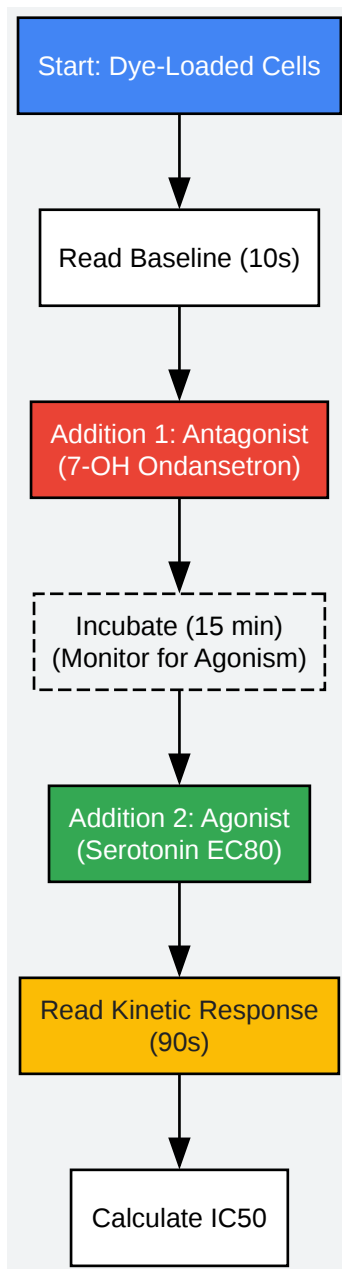 Start: Dye-Loaded Cells
Read Baseline (10s)
Addition 1: Antagonist
(7-OH Ondansetron)
Incubate (15 min)
(Monitor for Agonism)
Addition 2: Agonist
(Serotonin EC80)
Read Kinetic Response
(90s)
Calculate IC50